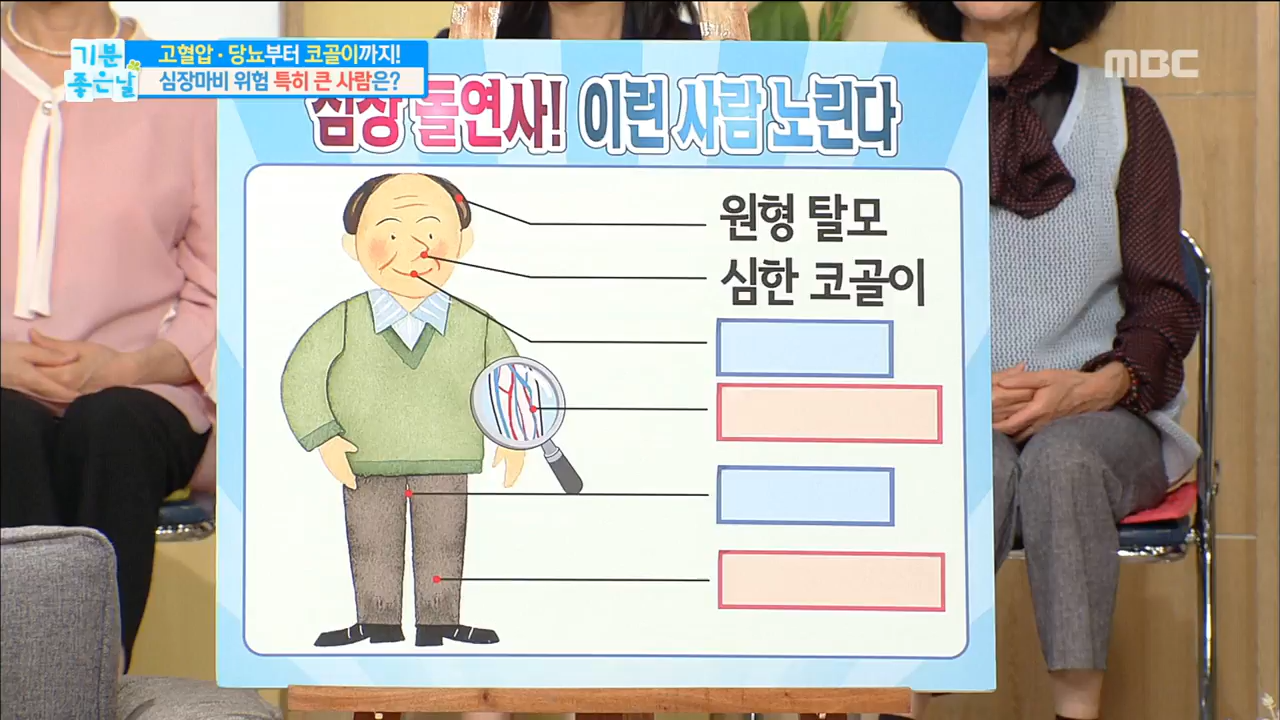 기분
좋은날
고혈압·당뇨부터 코골이까지!
심장마비 위험 특히 큰 사람은?
MBC
심장 돌연사! 이런 사람 노린다
원형 탈모
심한 코골이